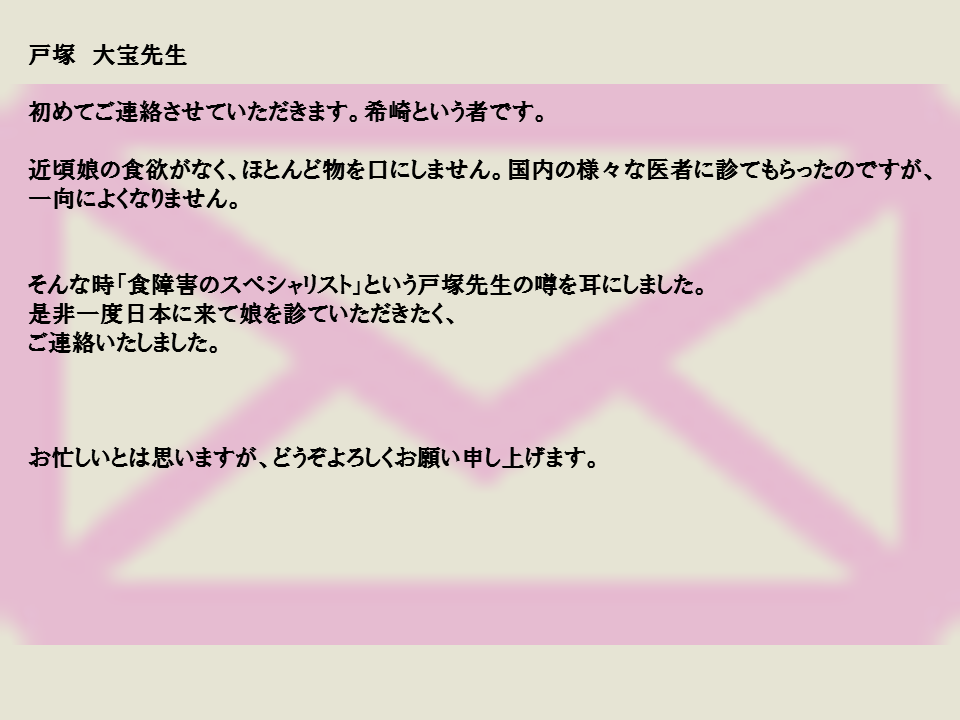 戸塚　大宝先生
初めてご連絡させていただきます。希崎という者です。
近頃娘の食欲がなく、ほとんど物を口にしません。国内の様々な医者に診てもらったのですが、
一向によくなりません。
そんな時「食障害のスペシャリスト」という戸塚先生の噂を耳にしました。
是非一度日本に来て娘を診ていただきたく、
ご連絡いたしました。
お忙しいとは思いますが、どうぞよろしくお願い申し上げます。